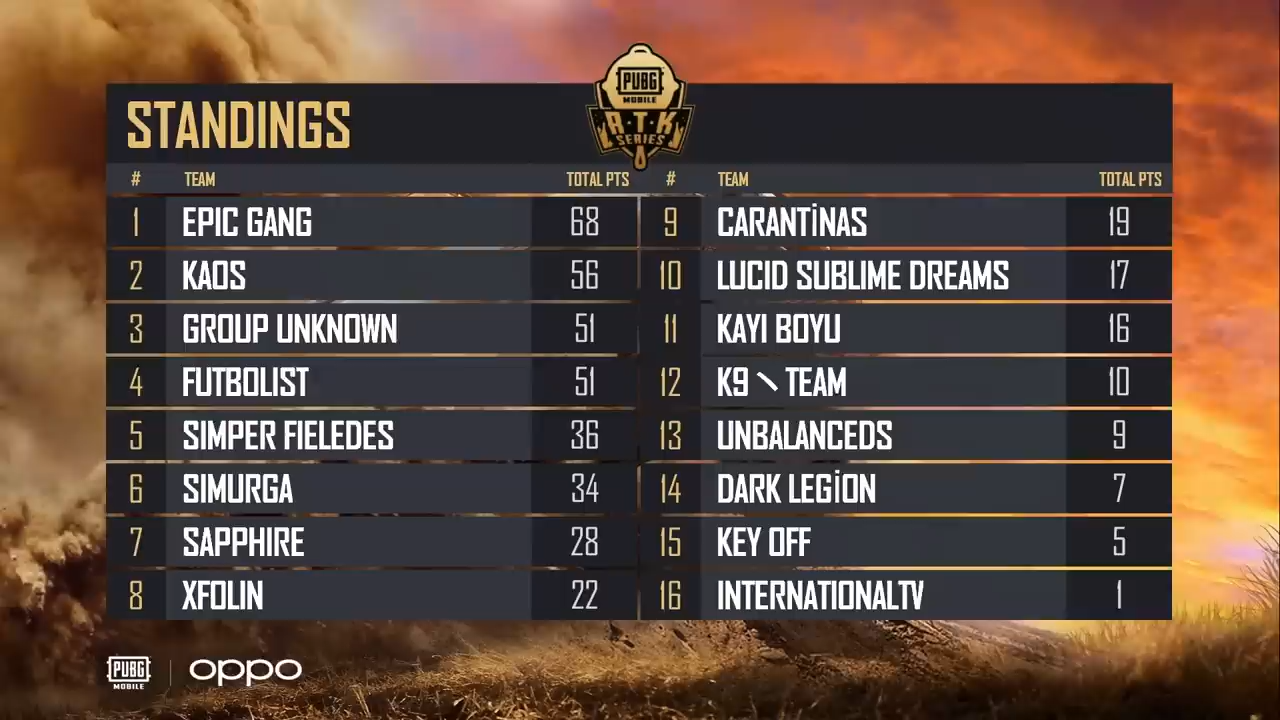 PUBG
MOBILE
R·T·K
SERIES
STANDINGS
# TEAM TOTAL PTS
1 EPIC GANG 68
2 KAOS 56
3 GROUP UNKNOWN 51
4 FUTBOLIST 51
5 SIMPER FIELEDES 36
6 SIMURGA 34
7 SAPPHIRE 28
8 XFOLIN 22
# TEAM TOTAL PTS
9 CARANTİNAS 19
10 LUCID SUBLIME DREAMS 17
11 KAYI BOYU 16
12 K9 \ TEAM 10
13 UNBALANCEDS 9
14 DARK LEGİON 7
15 KEY OFF 5
16 INTERNATIONALTV 1
PUBG
MOBILE
oppo